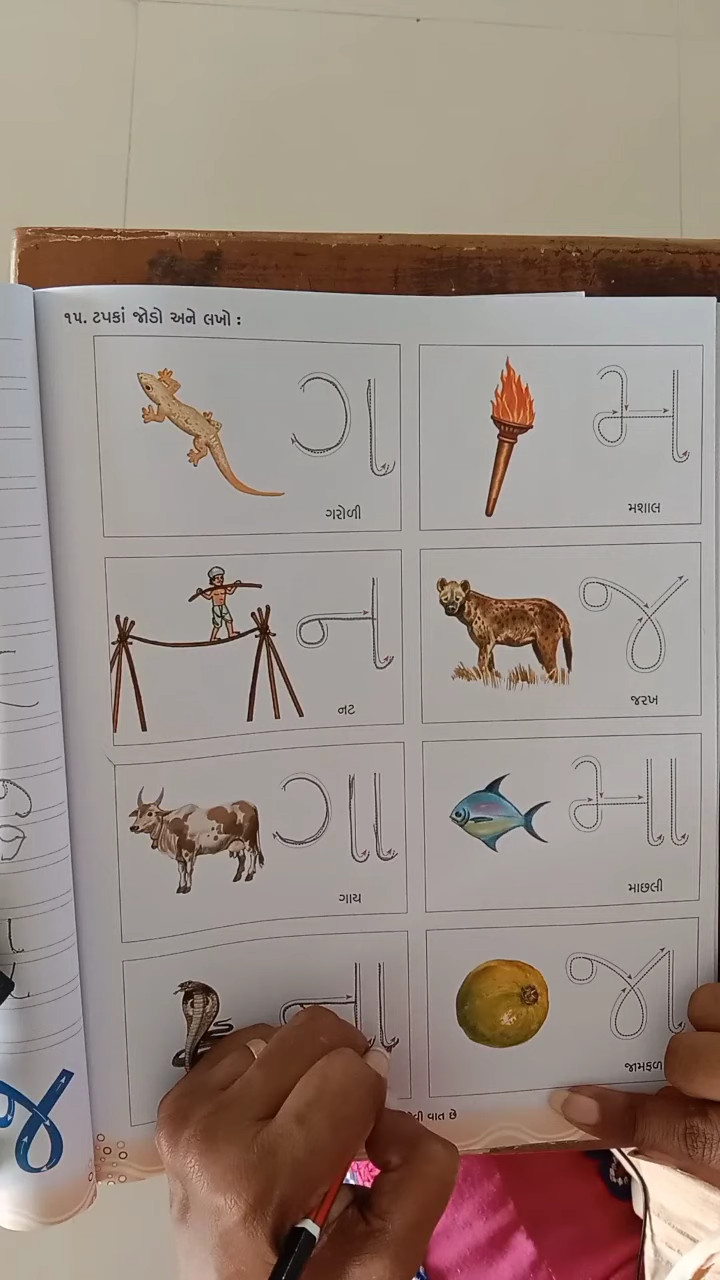 ૧૫. ટપકાં જોડો અને લખો :
ગ
ગરોળી
મ
મશાલ
ન
નટ
જ
જરખ
ગા
ગાય
મા
માછલી
ના
જા
જામફળ
વી વાત છે